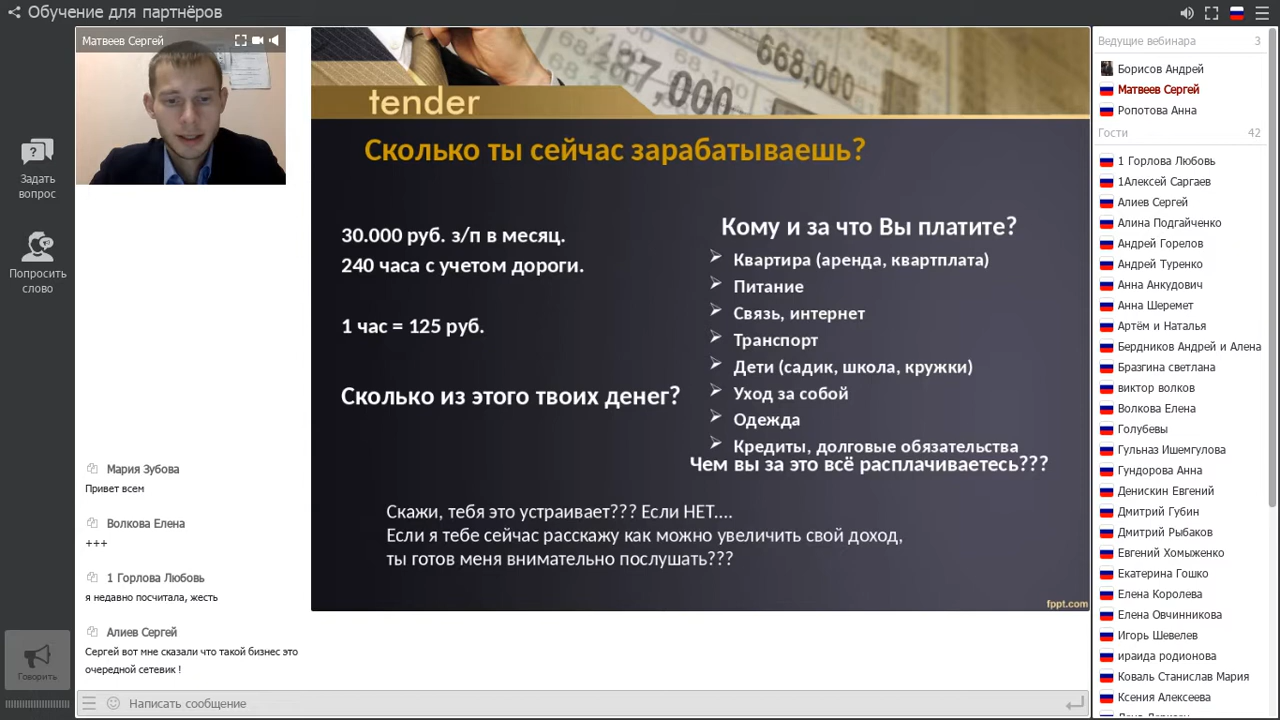 Обучение для партнёров
Матвеев Сергей
Задать
вопрос
Попросить
слово
Говорить
Мария Зубова
Привет всем
Волкова Елена
+++
1 Горлова Любовь
я недавно посчитала, жесть
Алиев Сергей
Сергей вот мне сказали что такой бизнес это
очередной сетевик !
Написать сообщение
668,0
37,000
tender
Сколько ты сейчас зарабатываешь?
30.000 руб. з/п в месяц.
240 часа с учетом дороги.
1 час = 125 руб.
Сколько из этого твоих денег?
Кому и за что Вы платите?
Квартира (аренда, квартплата)
Питание
Связь, интернет
Транспорт
Дети (садик, школа, кружки)
Уход за собой
Одежда
Кредиты, долговые обязательства
Чем вы за это всё расплачиваетесь???
Скажи, тебя это устраивает??? Если НЕТ....
Если я тебе сейчас расскажу как можно увеличить свой доход,
ты готов меня внимательно послушать???
fppt.com
Ведущие вебинара 3
Борисов Андрей
Матвеев Сергей
Ропотова Анна
Гости 42
1 Горлова Любовь
1Алексей Саргаев
Алиев Сергей
Алина Подгайченко
Андрей Горелов
Андрей Туренко
Анна Анкудович
Анна Шеремет
Артём и Наталья
Бердников Андрей и Алена
Бразгина светлана
виктор волков
Волкова Елена
Голубевы
Гульназ Ишемгулова
Гундорова Анна
Денискин Евгений
Дмитрий Губин
Дмитрий Рыбаков
Евгений Хомыженко
Екатерина Гошко
Елена Королева
Елена Овчинникова
Игорь Шевелев
ираида родионова
Коваль Станислав Мария
Ксения Алексеева